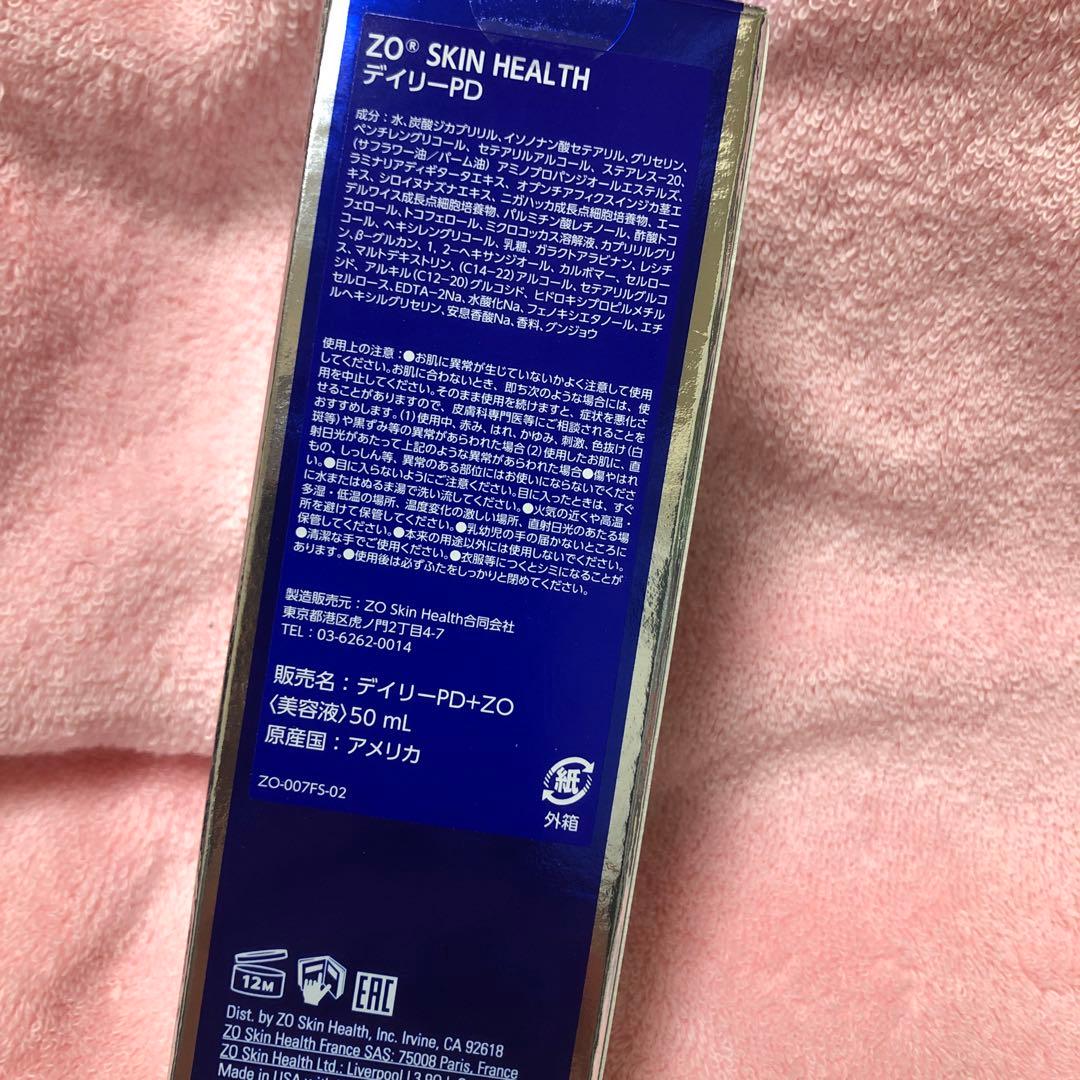 ZO® SKIN HEALTH
デイリーPD
成分：水、炭酸ジカプリリル、イソノナン酸セテアリル、グリセリン、
ペンチレングリコール、セテアリルアルコール、ステアレス-20、
(サフラワー油／パーム油) アミノプロパンジオールエステルズ、
ラミナリアディギタータエキス、オプンチアフィクスインジカ茎エ
キス、シロイヌナズナエキス、ニガハッカ成長点細胞培養物、エー
デルワイス成長点細胞培養物、パルミチン酸レチノール、酢酸トコ
フェロール、トコフェロール、ミクロコッカス溶解液、カプリリルグリ
コール、ヘキシレングリコール、乳糖、ガラクトアラビナン、レシチ
ン、β-グルカン、1, 2-ヘキサンジオール、カルボマー、セルロー
ス、マルトデキストリン、(C14-22)アルコール、セテアリルグルコ
シド、アルキル(C12-20)グルコシド、ヒドロキシプロピルメチル
セルロース、EDTA-2Na、水酸化Na、フェノキシエタノール、エチ
ルヘキシルグリセリン、安息香酸Na、香料、グンジョウ
使用上の注意：●お肌に異常が生じていないかよく注意して使用
してください。お肌に合わないとき、即ち次のような場合には、使
用を中止してください。そのまま使用を続けますと、症状を悪化さ
せることがありますので、皮膚科専門医等にご相談されることを
おすすめします。(1)使用中、赤み、はれ、かゆみ、刺激、色抜け(白
斑等)や黒ずみ等の異常があらわれた場合(2)使用したお肌に、直
射日光があたって上記のような異常があらわれた場合●傷やはれ
もの、しっしん等、異常のある部位にはお使いにならないでくださ
い。●目に入らないようにご注意ください。目に入ったときは、すぐ
に水またはぬるま湯で洗い流してください。●火気の近くや高温・
多湿・低温の場所、温度変化の激しい場所、直射日光のあたる場
所を避けて保管してください。●乳幼児の手の届かないところに
保管してください。●本来の用途以外には使用しないでください。
●清潔な手でご使用ください。●衣服等につくとシミになることが
あります。●使用後は必ずふたをしっかりと閉めてください。
製造販売元：ZO Skin Health合同会社
東京都港区虎ノ門2丁目4-7
TEL：03-6262-0014
販売名：デイリーPD+ZO
〈美容液〉50 mL
原産国：アメリカ
ZO-007FS-02
紙
外箱
12M
EAC
Dist. by ZO Skin Health, Inc. Irvine, CA 92618
ZO Skin Health France SAS: 75008 Paris, France
ZO Skin Health Ltd.: Liverpool L3 9
Made in USA